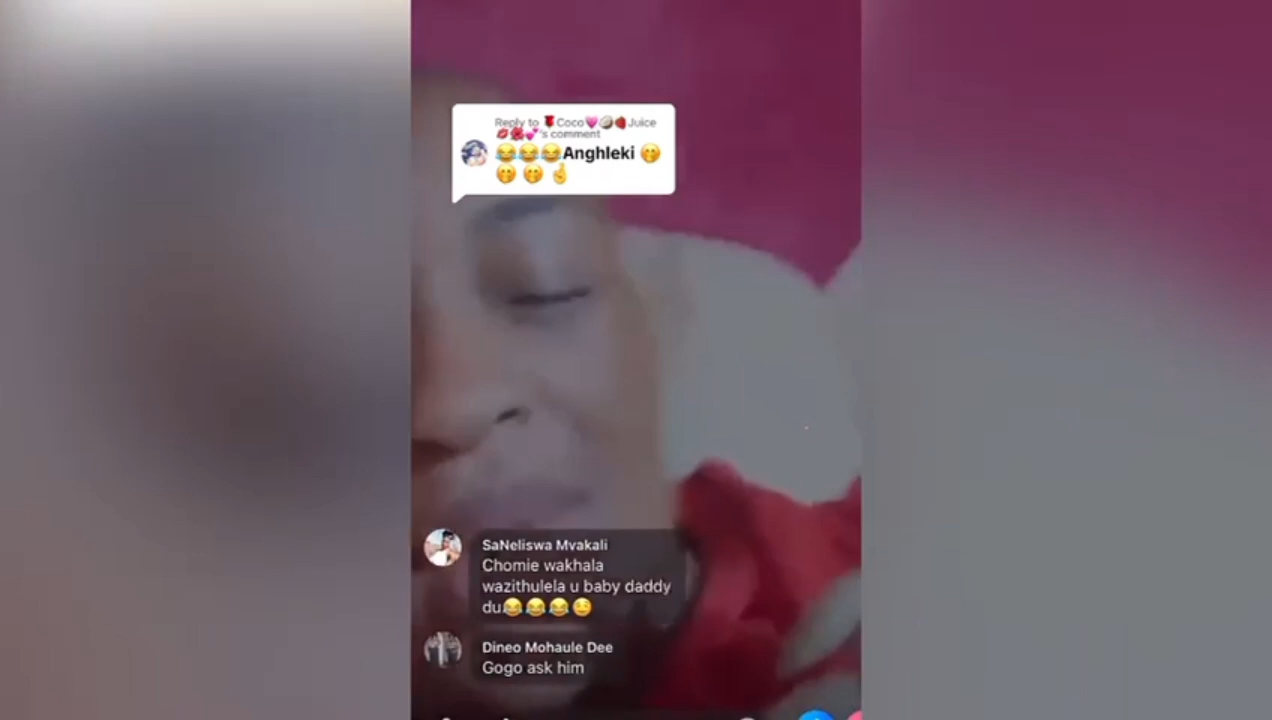 Reply to 🌹Coco💗🥥🍓Juice
💋🌺💕's comment
😂😂😂Anghleki 🤭
🤭 🤭 🤞
SaNeliswa Mvakali
Chomie wakhala
wazithulela u baby daddy
du😂😂😂😋
Dineo Mohaule Dee
Gogo ask him